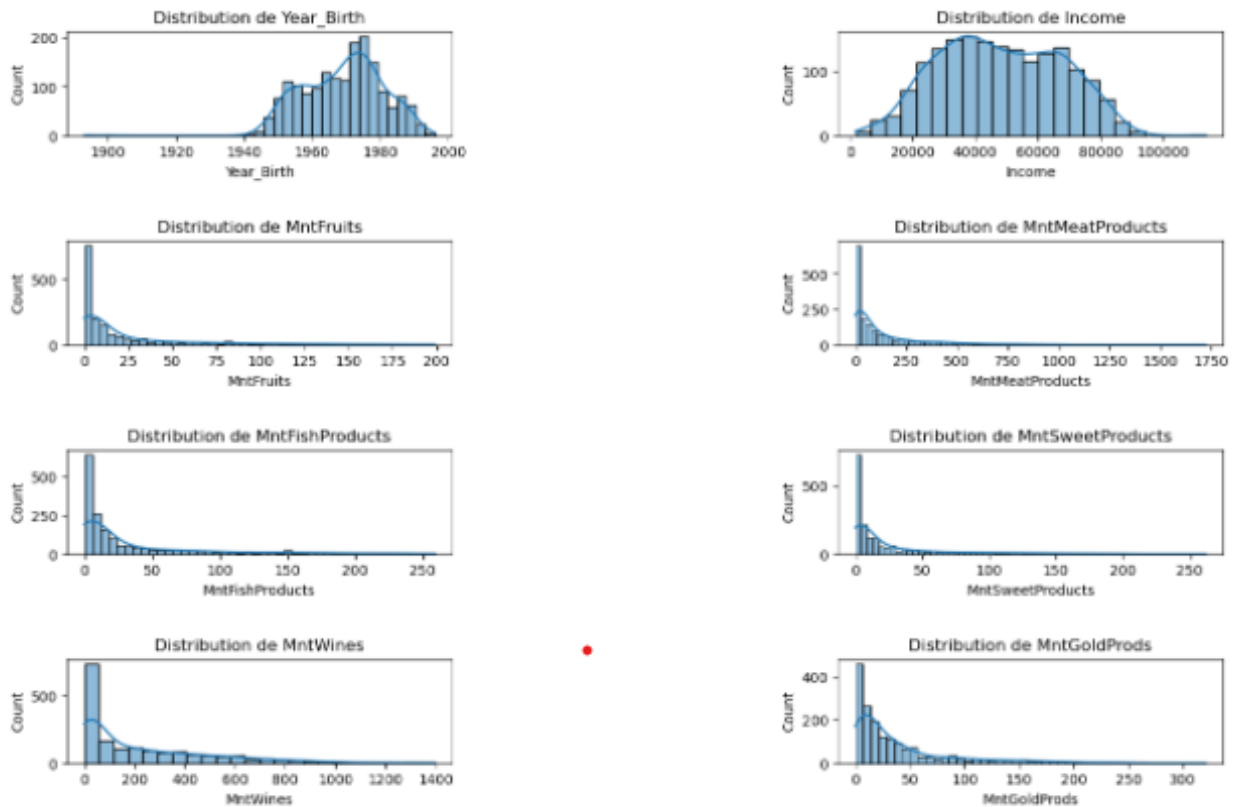 Distribution de Year_Birth
200
100
0
Count
1900 1920 1940 1960 1980 2000
Year_Birth
Distribution de Income
100
0
Count
0 20000 40000 60000 80000 100000
Income
Distribution de MntFruits
500
0
Count
0 25 50 75 100 125 150 175 200
MntFruits
Distribution de MntMeatProducts
500
250
0
Count
0 250 500 750 1000 1250 1500 1750
MntMeatProducts
Distribution de MntFishProducts
500
250
0
Count
0 50 100 150 200 250
MntFishProducts
Distribution de MntSweetProducts
500
0
Count
0 50 100 150 200 250
MntSweetProducts
Distribution de MntWines
500
0
Count
0 200 400 600 800 1000 1200 1400
MntWines
Distribution de MntGoldProds
400
200
0
Count
0 50 100 150 200 250 300
MntGoldProds